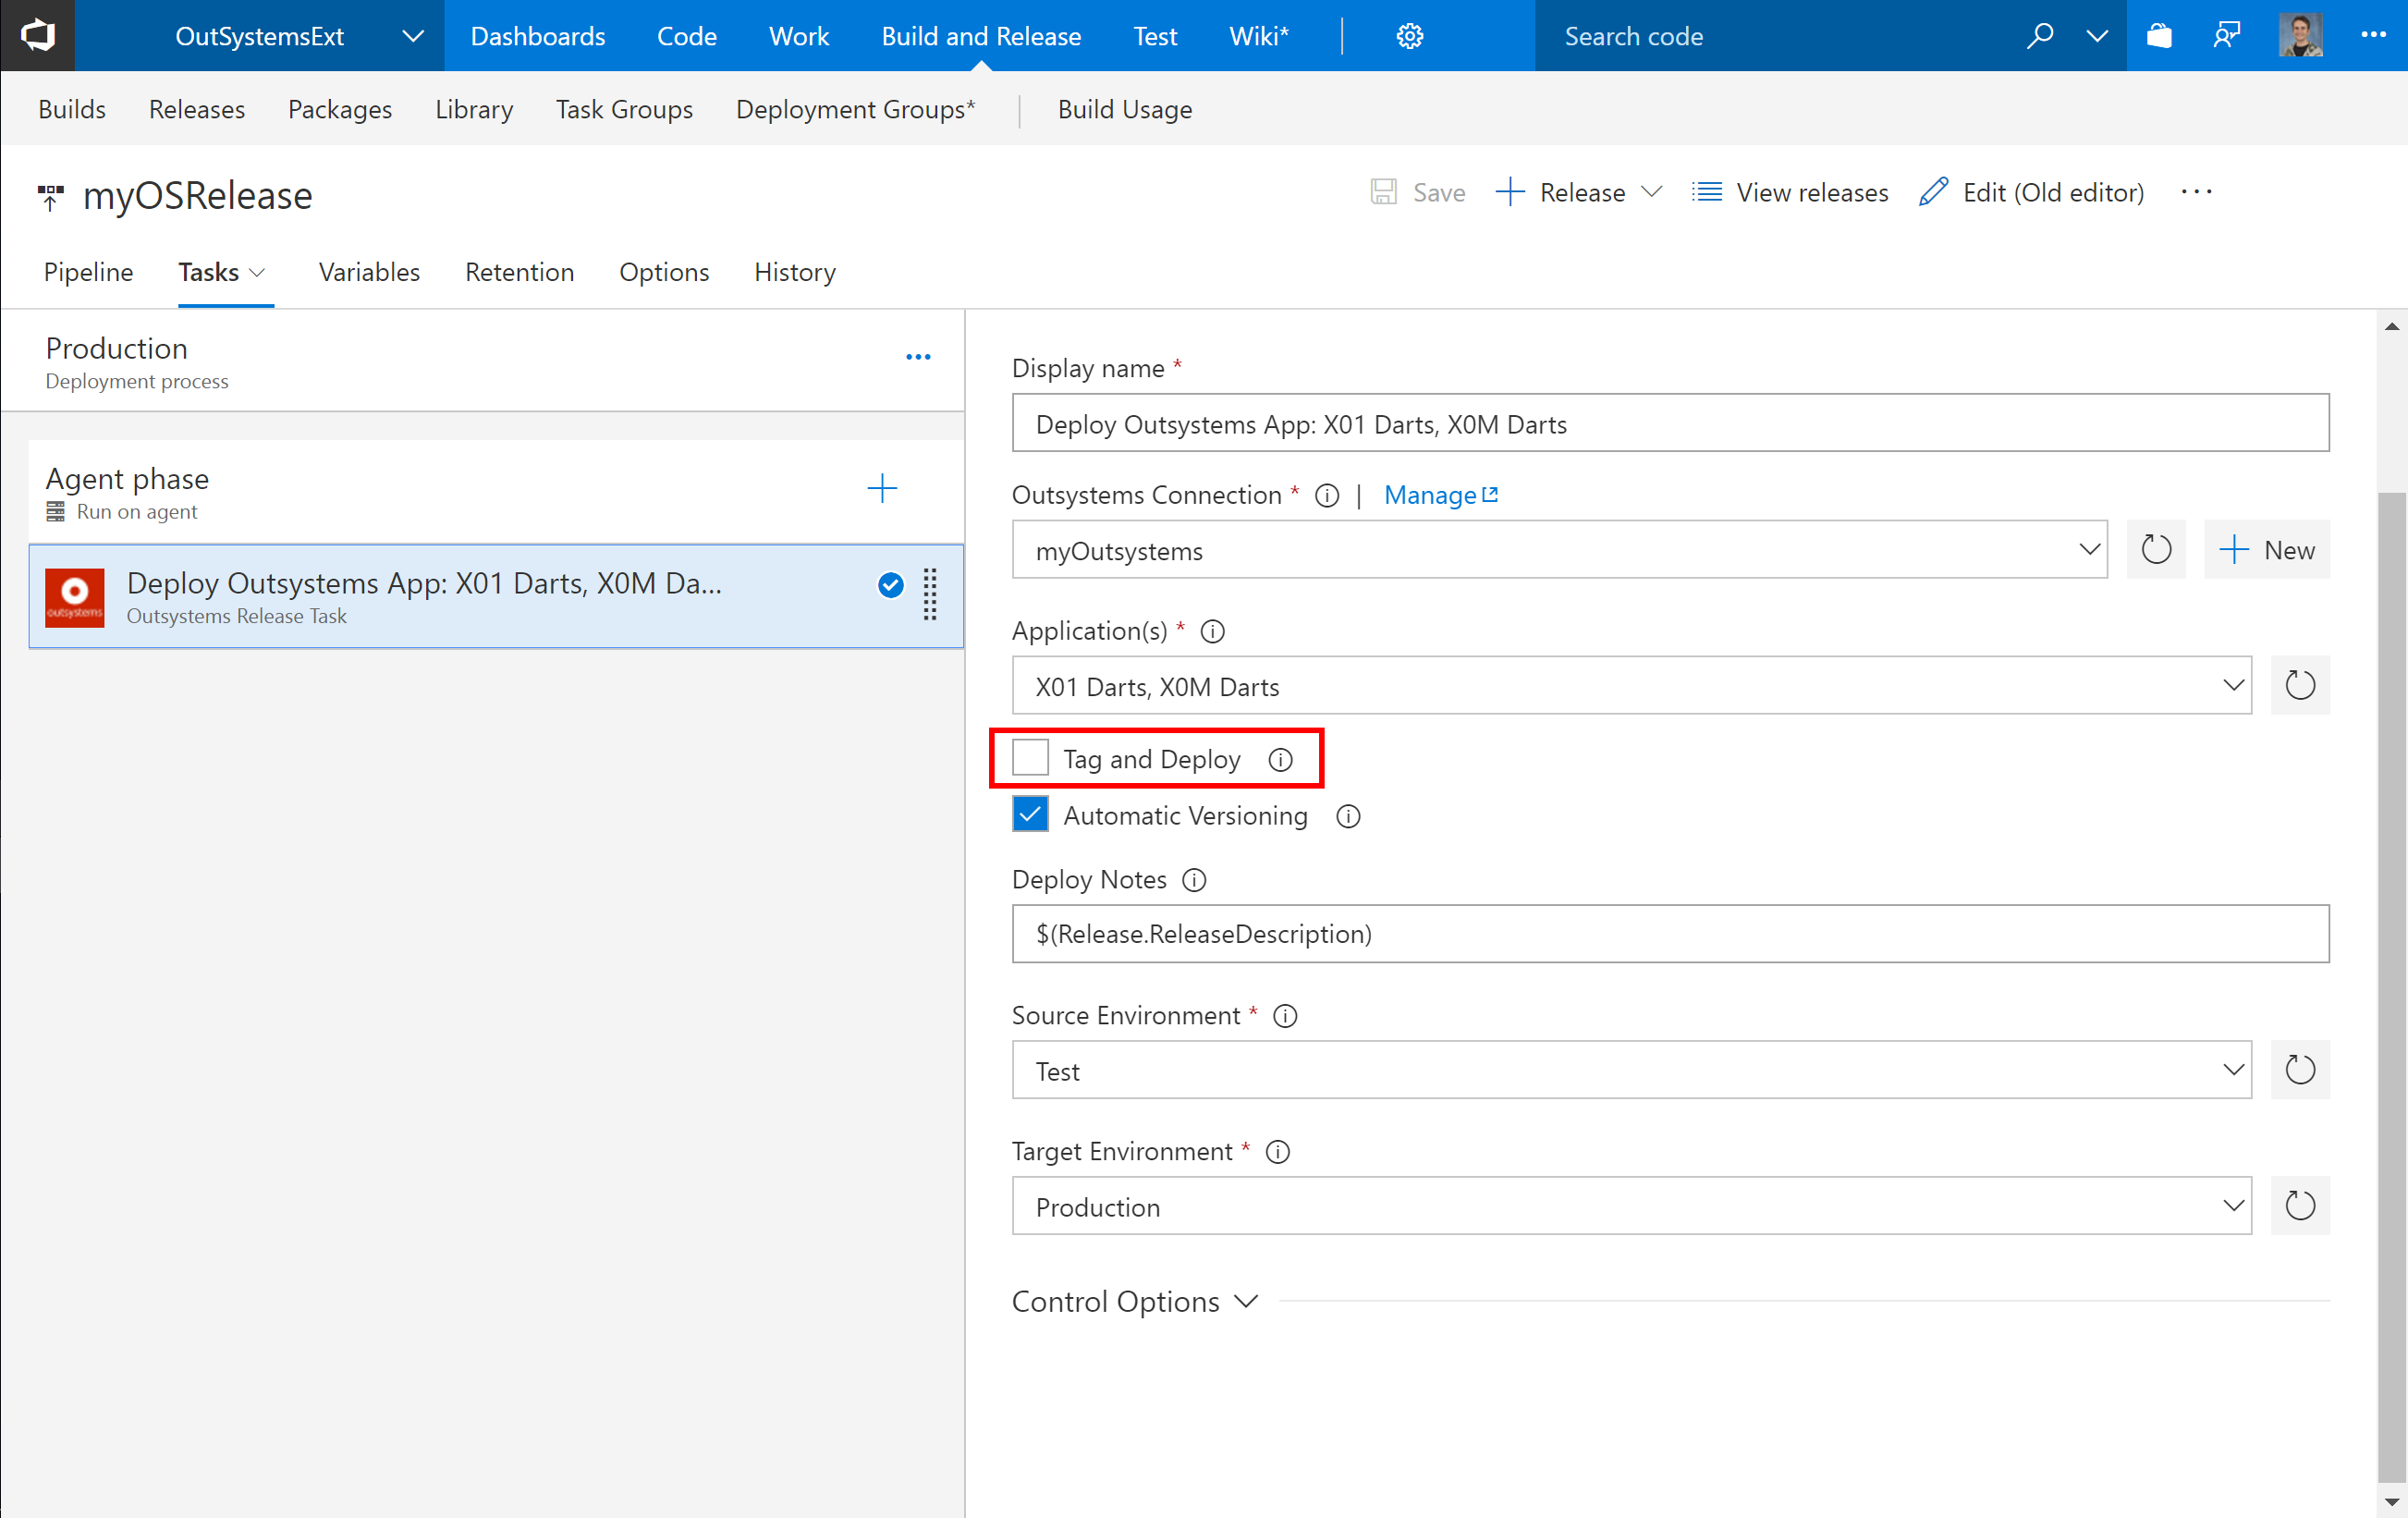 OutSystemsExt Dashboards Code Work Build and Release Test Wiki* Search code
Builds Releases Packages Library Task Groups Deployment Groups* Build Usage
myOSRelease Save Release View releases Edit (Old editor)
Pipeline Tasks Variables Retention Options History
Production
Deployment process
Agent phase
Run on agent
outsystems
Deploy Outsystems App: X01 Darts, X0M Da...
Outsystems Release Task
Display name *
Deploy Outsystems App: X01 Darts, X0M Darts
Outsystems Connection * | Manage
myOutsystems
New
Application(s) *
X01 Darts, X0M Darts
Tag and Deploy
Automatic Versioning
Deploy Notes
$(Release.ReleaseDescription)
Source Environment *
Test
Target Environment *
Production
Control Options